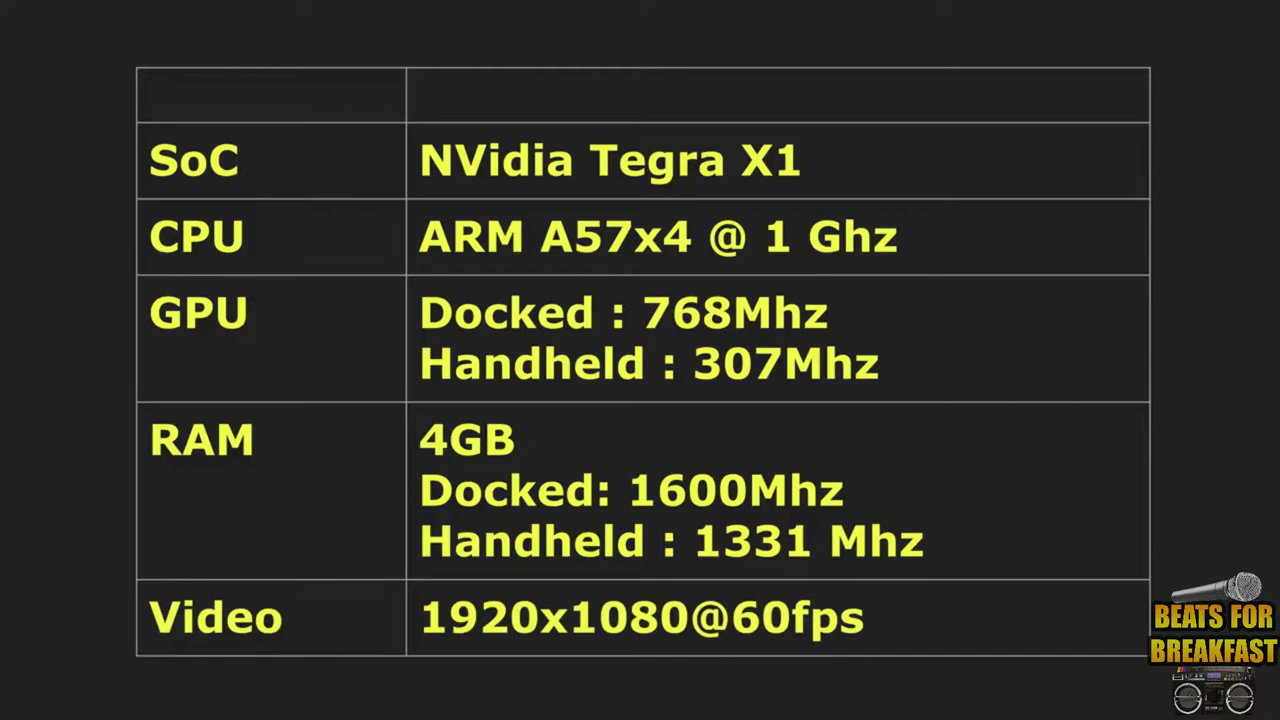 SoC NVidia Tegra X1
CPU ARM A57x4 @ 1 Ghz
GPU Docked : 768Mhz
Handheld : 307Mhz
RAM 4GB
Docked: 1600Mhz
Handheld : 1331 Mhz
Video 1920x1080@60fps
BEATS FOR
BREAKFAST